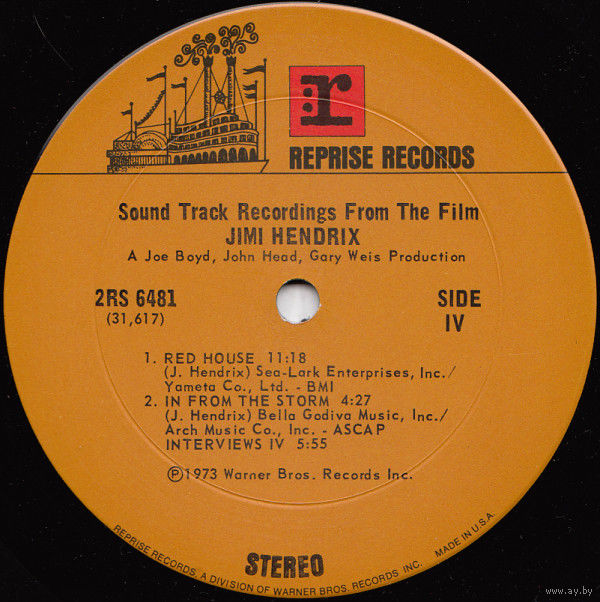 r
REPRISE RECORDS
Sound Track Recordings From The Film
JIMI HENDRIX
A Joe Boyd, John Head, Gary Weis Production
2RS 6481
(31,617)
SIDE
IV
1. RED HOUSE 11:18
(J. Hendrix) Sea-Lark Enterprises, Inc./
Yameta Co., Ltd. - BMI
2. IN FROM THE STORM 4:27
(J. Hendrix) Bella Godiva Music, Inc./
Arch Music Co., Inc. - ASCAP
INTERVIEWS IV 5:55
Ⓟ1973 Warner Bros. Records Inc.
STEREO
REPRISE RECORDS, A DIVISION OF WARNER BROS. RECORDS INC. MADE IN U.S.A.
www.ay.by